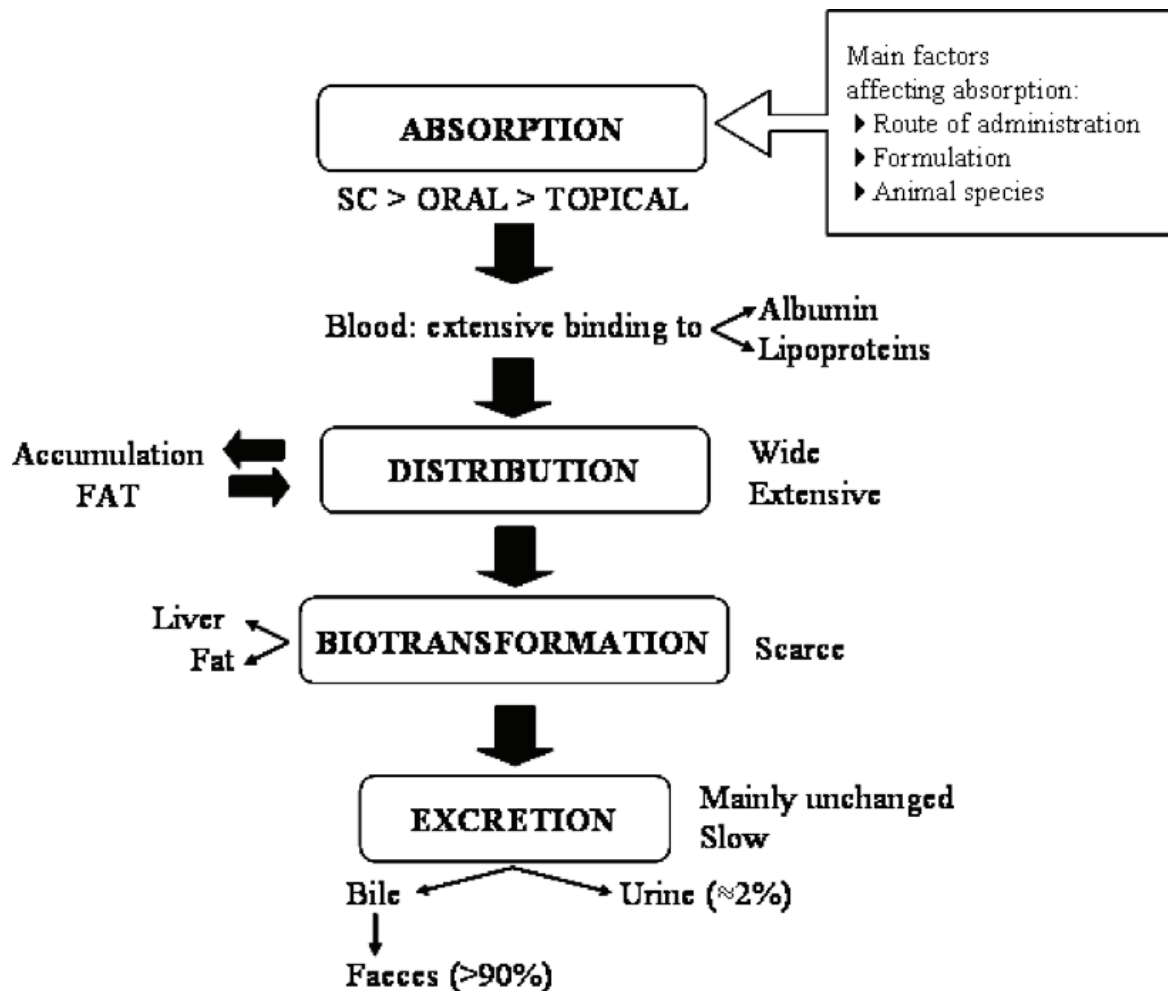 Main factors
affecting absorption:
Route of administration
Formulation
Animal species
ABSORPTION
SC > ORAL > TOPICAL
Blood: extensive binding to
Albumin
Lipoproteins
Accumulation
FAT
DISTRIBUTION
Wide
Extensive
Liver
Fat
BIOTRANSFORMATION
Scarce
EXCRETION
Mainly unchanged
Slow
Bile
Urine (≈2%)
Faeces (>90%)